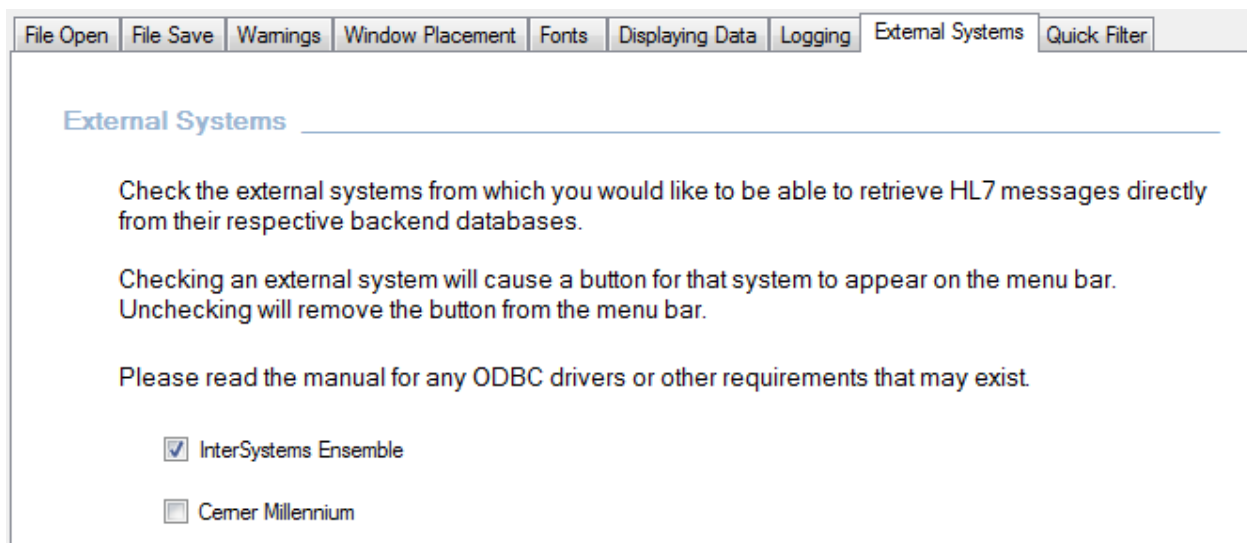 File Open File Save Warnings Window Placement Fonts Displaying Data Logging External Systems Quick Filter
External Systems
Check the external systems from which you would like to be able to retrieve HL7 messages directly
from their respective backend databases.
Checking an external system will cause a button for that system to appear on the menu bar.
Unchecking will remove the button from the menu bar.
Please read the manual for any ODBC drivers or other requirements that may exist.
InterSystems Ensemble
Cerner Millennium